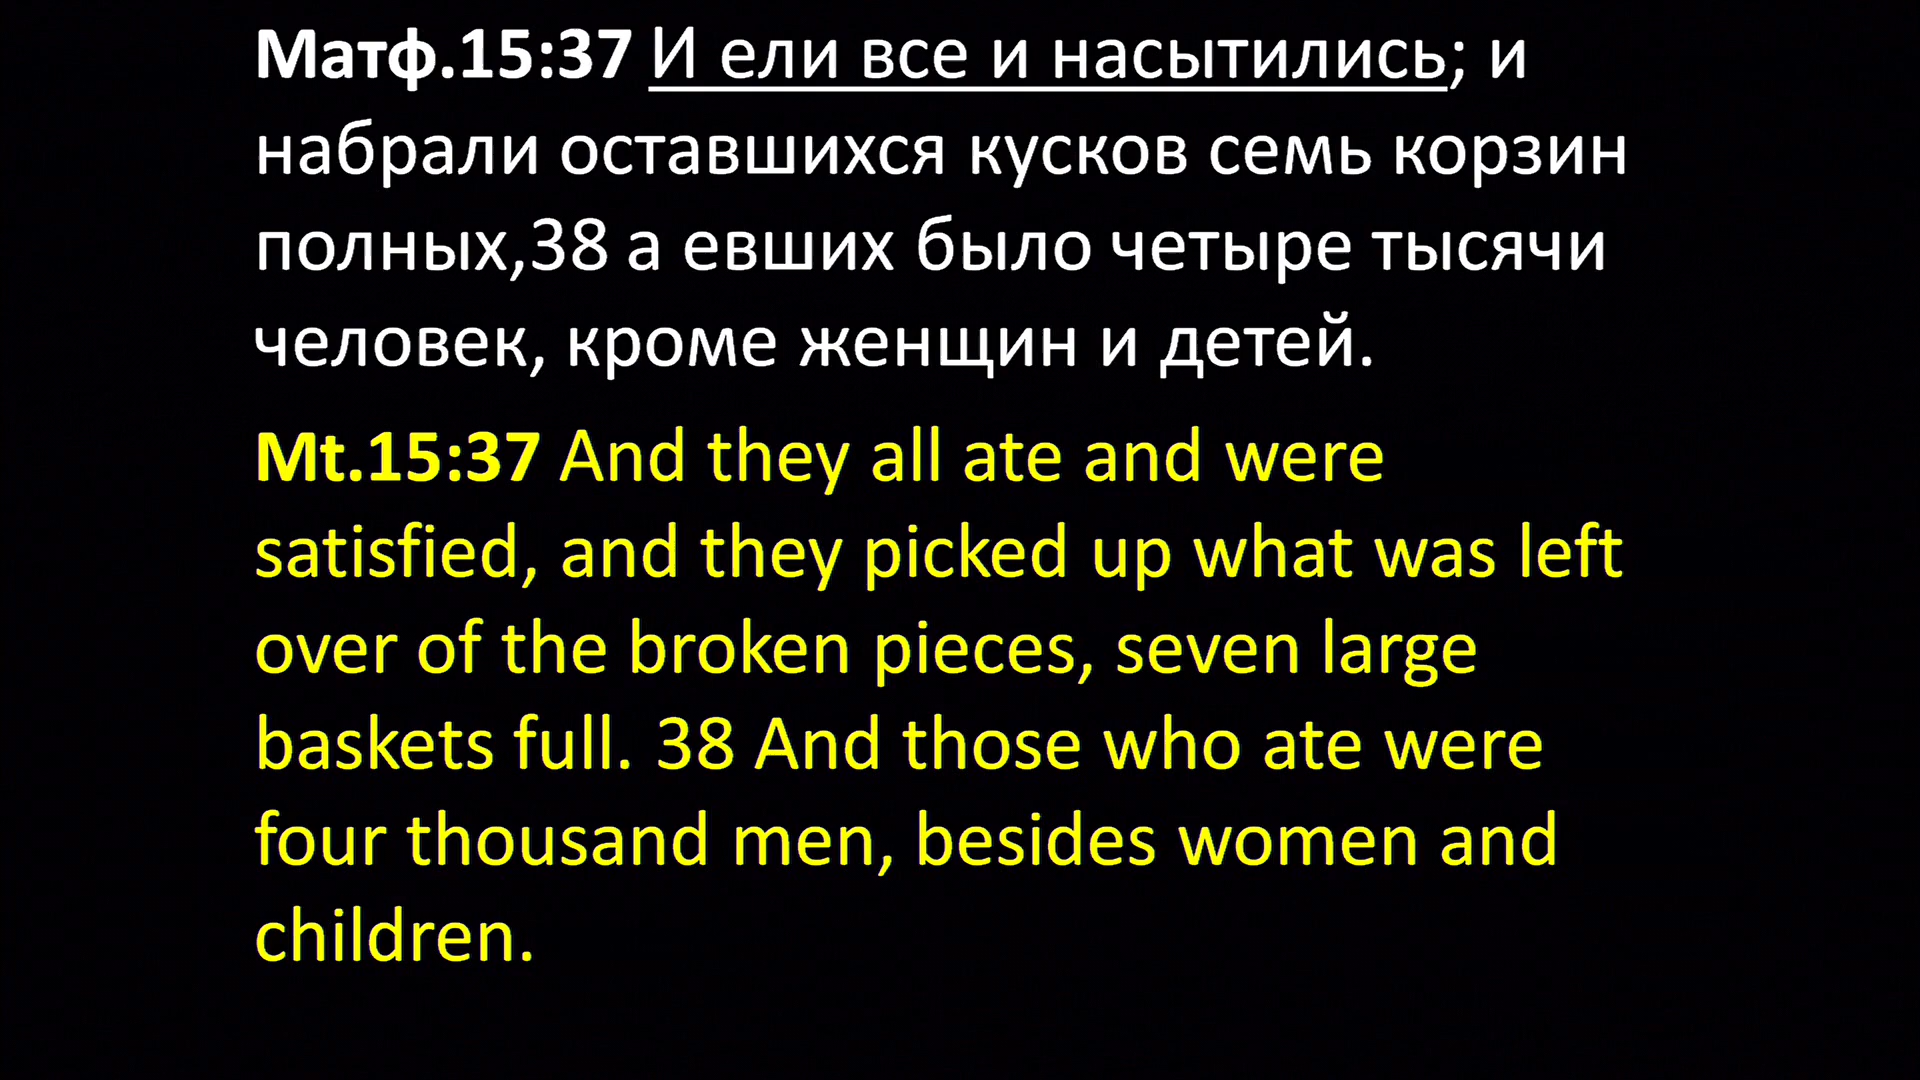 Матф.15:37 И ели все и насытились; и
набрали оставшихся кусков семь корзин
полных,38 а евших было четыре тысячи
человек, кроме женщин и детей.
Mt.15:37 And they all ate and were
satisfied, and they picked up what was left
over of the broken pieces, seven large
baskets full. 38 And those who ate were
four thousand men, besides women and
children.